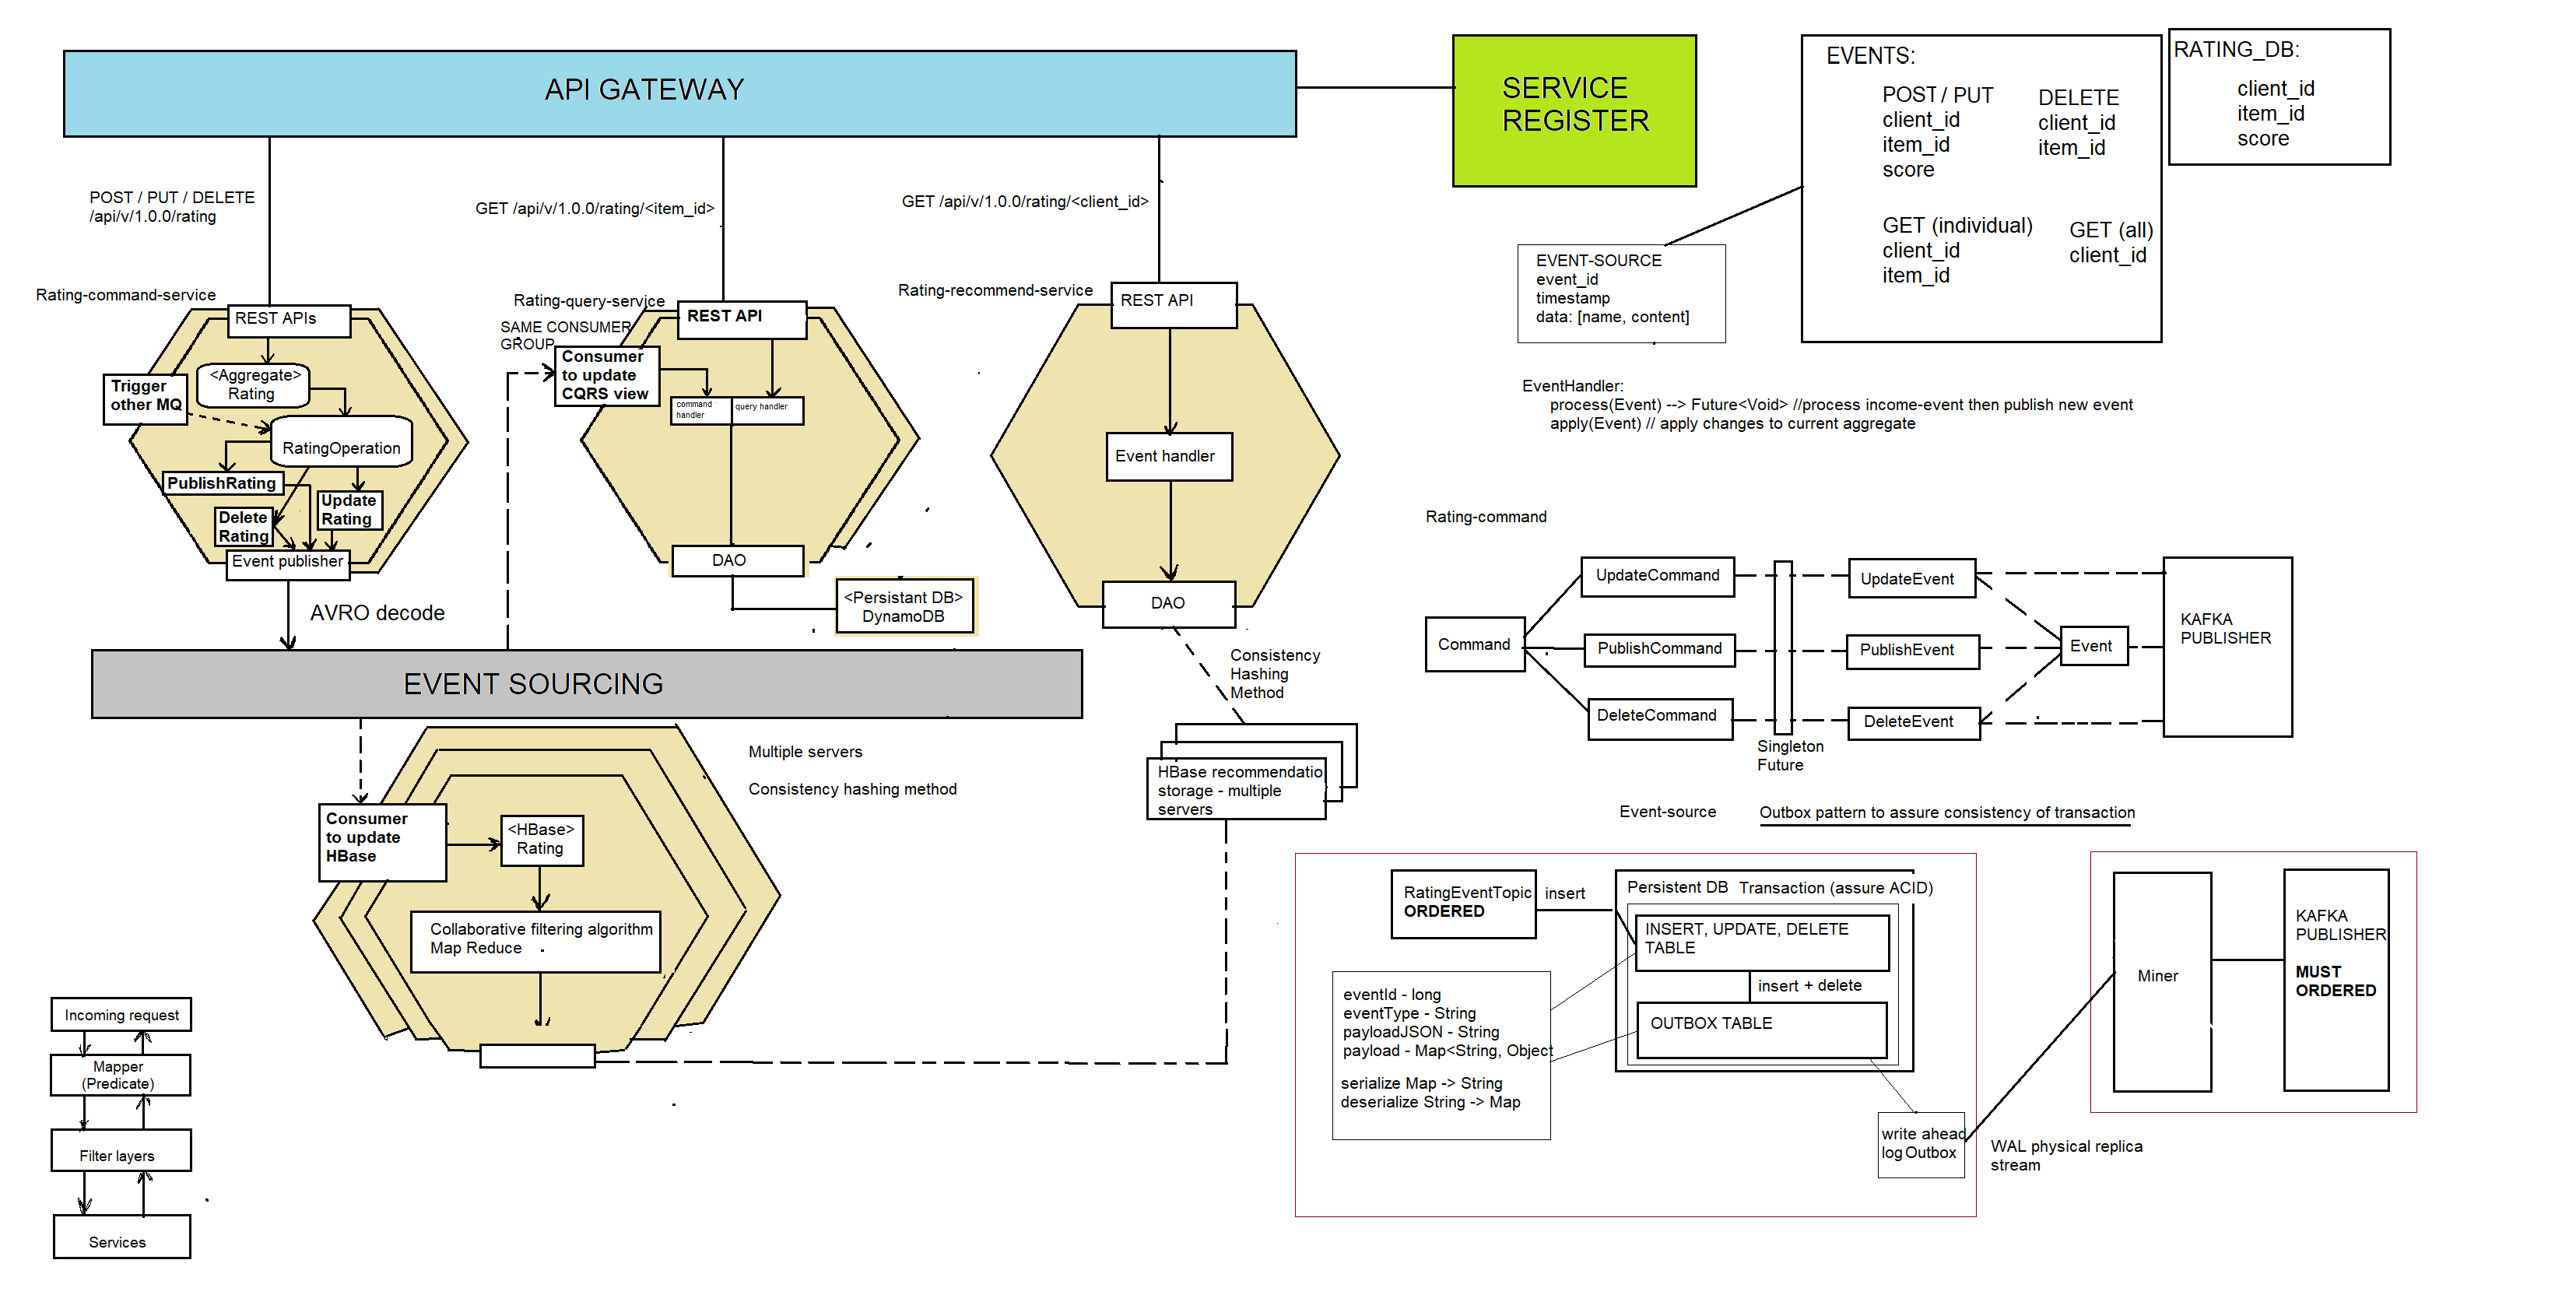 API GATEWAY
SERVICE
REGISTER
EVENTS:
POST / PUT
client_id
item_id
score
DELETE
client_id
item_id
GET (individual)
client_id
item_id
GET (all)
client_id
RATING_DB:
client_id
item_id
score
POST / PUT / DELETE
/api/v/1.0.0/rating
GET /api/v/1.0.0/rating/<item_id>
GET /api/v/1.0.0/rating/<client_id>
EVENT-SOURCE
event_id
timestamp
data: [name, content]
EventHandler:
process(Event) --> Future<Void> //process income-event then publish new event
apply(Event) // apply changes to current aggregate
Rating-command-service
REST APIs
<Aggregate>
Rating
Trigger
other MQ
RatingOperation
PublishRating
Update
Rating
Delete
Rating
Event publisher
AVRO decode
Rating-query-service
SAME CONSUMER
GROUP
REST API
Consumer
to update
CQRS view
command
handler
query handler
DAO
<Persistant DB>
DynamoDB
Rating-recommend-service
REST API
Event handler
DAO
Consistency
Hashing
Method
HBase recommendatio
storage - multiple
servers
EVENT SOURCING
Multiple servers
Consistency hashing method
Consumer
to update
HBase
<HBase>
Rating
Collaborative filtering algorithm
Map Reduce
Incoming request
Mapper
(Predicate)
Filter layers
Services
Rating-command
Command
UpdateCommand
PublishCommand
DeleteCommand
Singleton
Future
UpdateEvent
PublishEvent
DeleteEvent
Event
KAFKA
PUBLISHER
Event-source
Outbox pattern to assure consistency of transaction
RatingEventTopic
ORDERED
insert
Persistent DB
Transaction (assure ACID)
INSERT, UPDATE, DELETE
TABLE
insert + delete
OUTBOX TABLE
eventId - long
eventType - String
payloadJSON - String
payload - Map<String, Object
serialize Map -> String
deserialize String -> Map
write ahead
log Outbox
WAL physical replica
stream
Miner
KAFKA
PUBLISHER
MUST
ORDERED